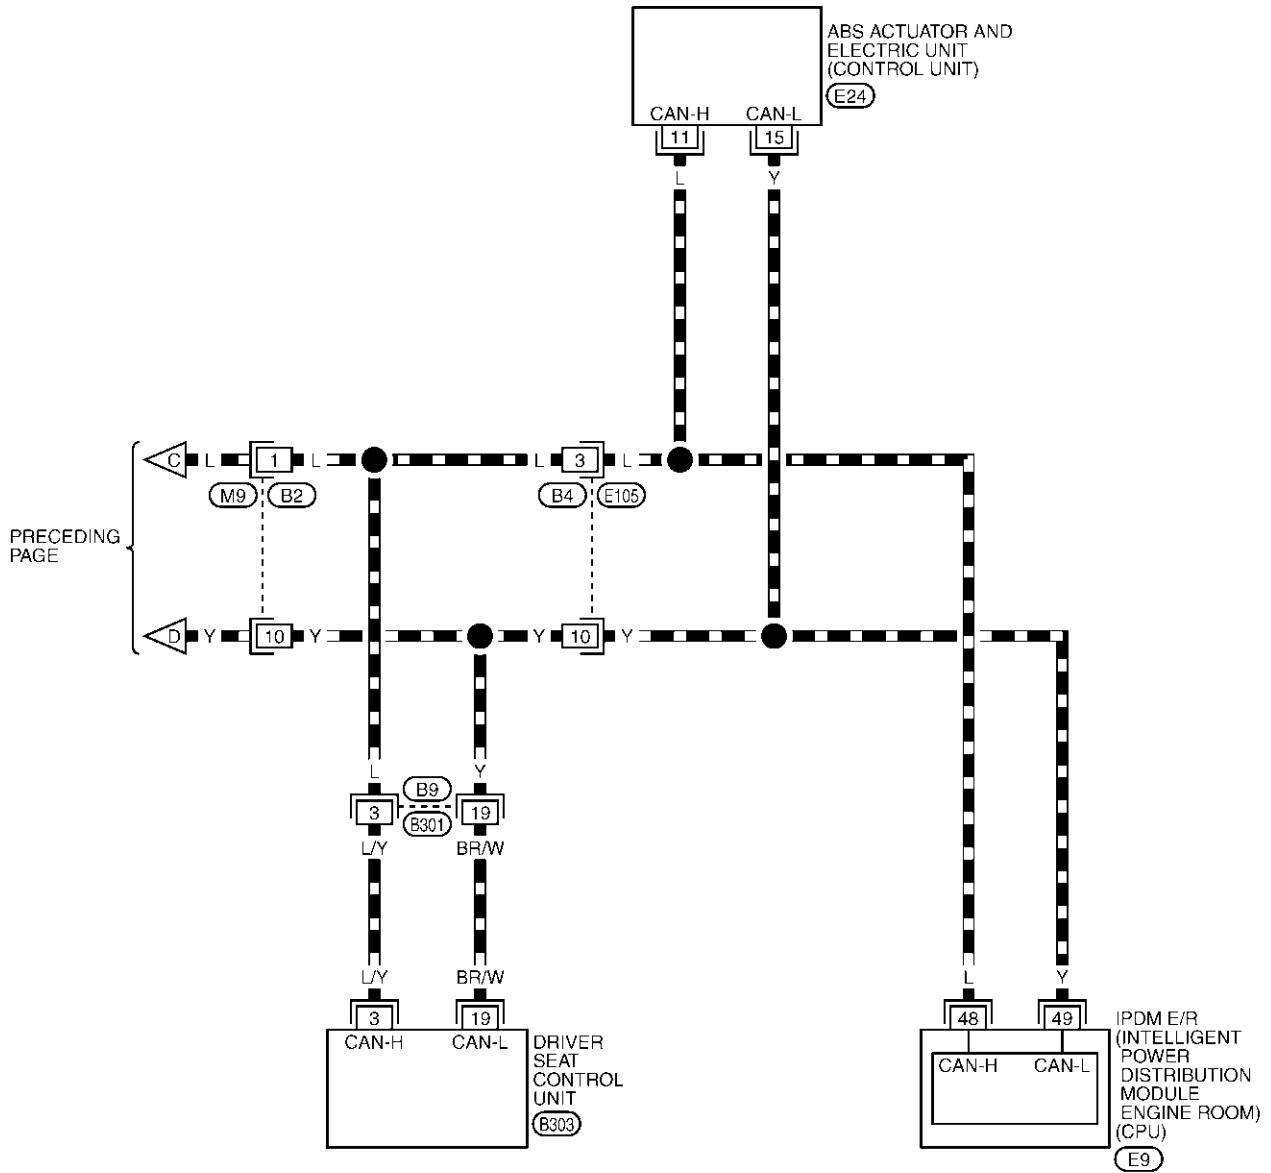 ABS ACTUATOR AND
ELECTRIC UNIT
(CONTROL UNIT)
E24
CAN-H CAN-L
11 15
L Y
C L 1 L L 3 L
M9 B2 B4 E105
PRECEDING
PAGE
D Y 10 Y Y 10 Y
L Y
B9
3 19
B301
L/Y BR/W
L/Y BR/W L Y
3 19 48 49
CAN-H CAN-L
DRIVER
SEAT
CONTROL
UNIT
B303
CAN-H CAN-L
IPDM E/R
(INTELLIGENT
POWER
DISTRIBUTION
MODULE
ENGINE ROOM)
(CPU)
E9